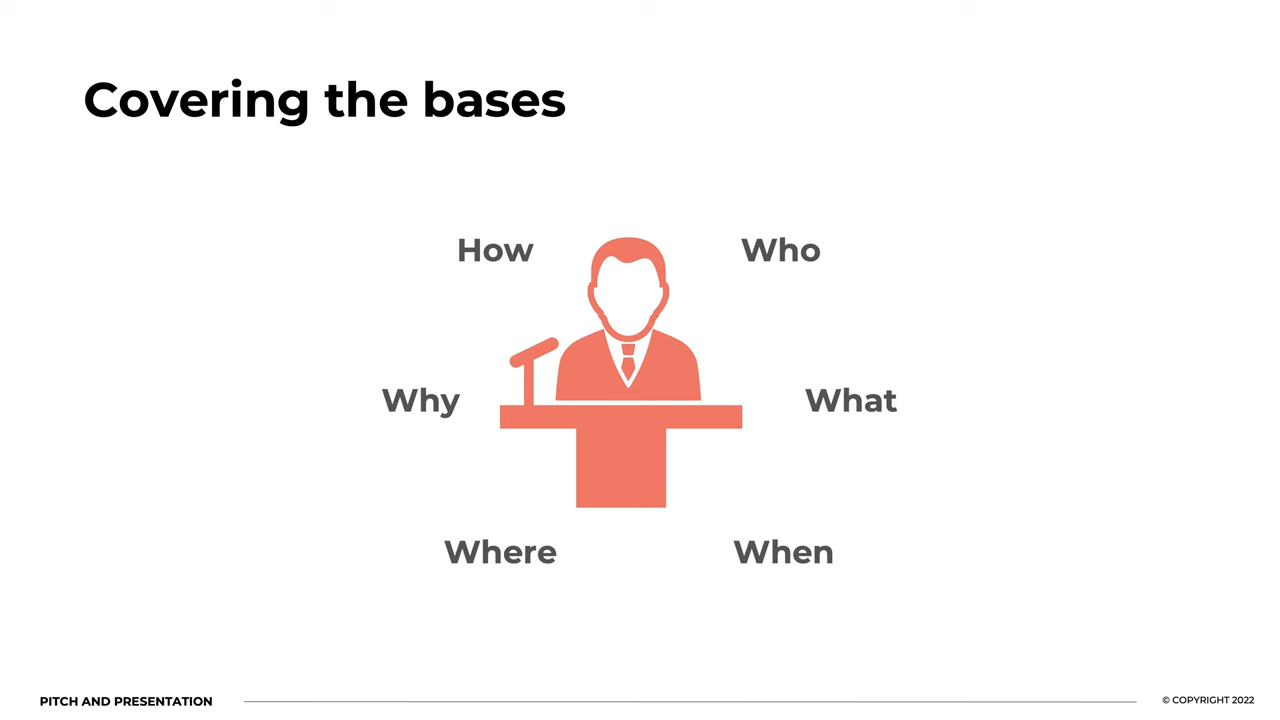 Covering the bases
How
Who
Why
What
Where
When
PITCH AND PRESENTATION
© COPYRIGHT 2022